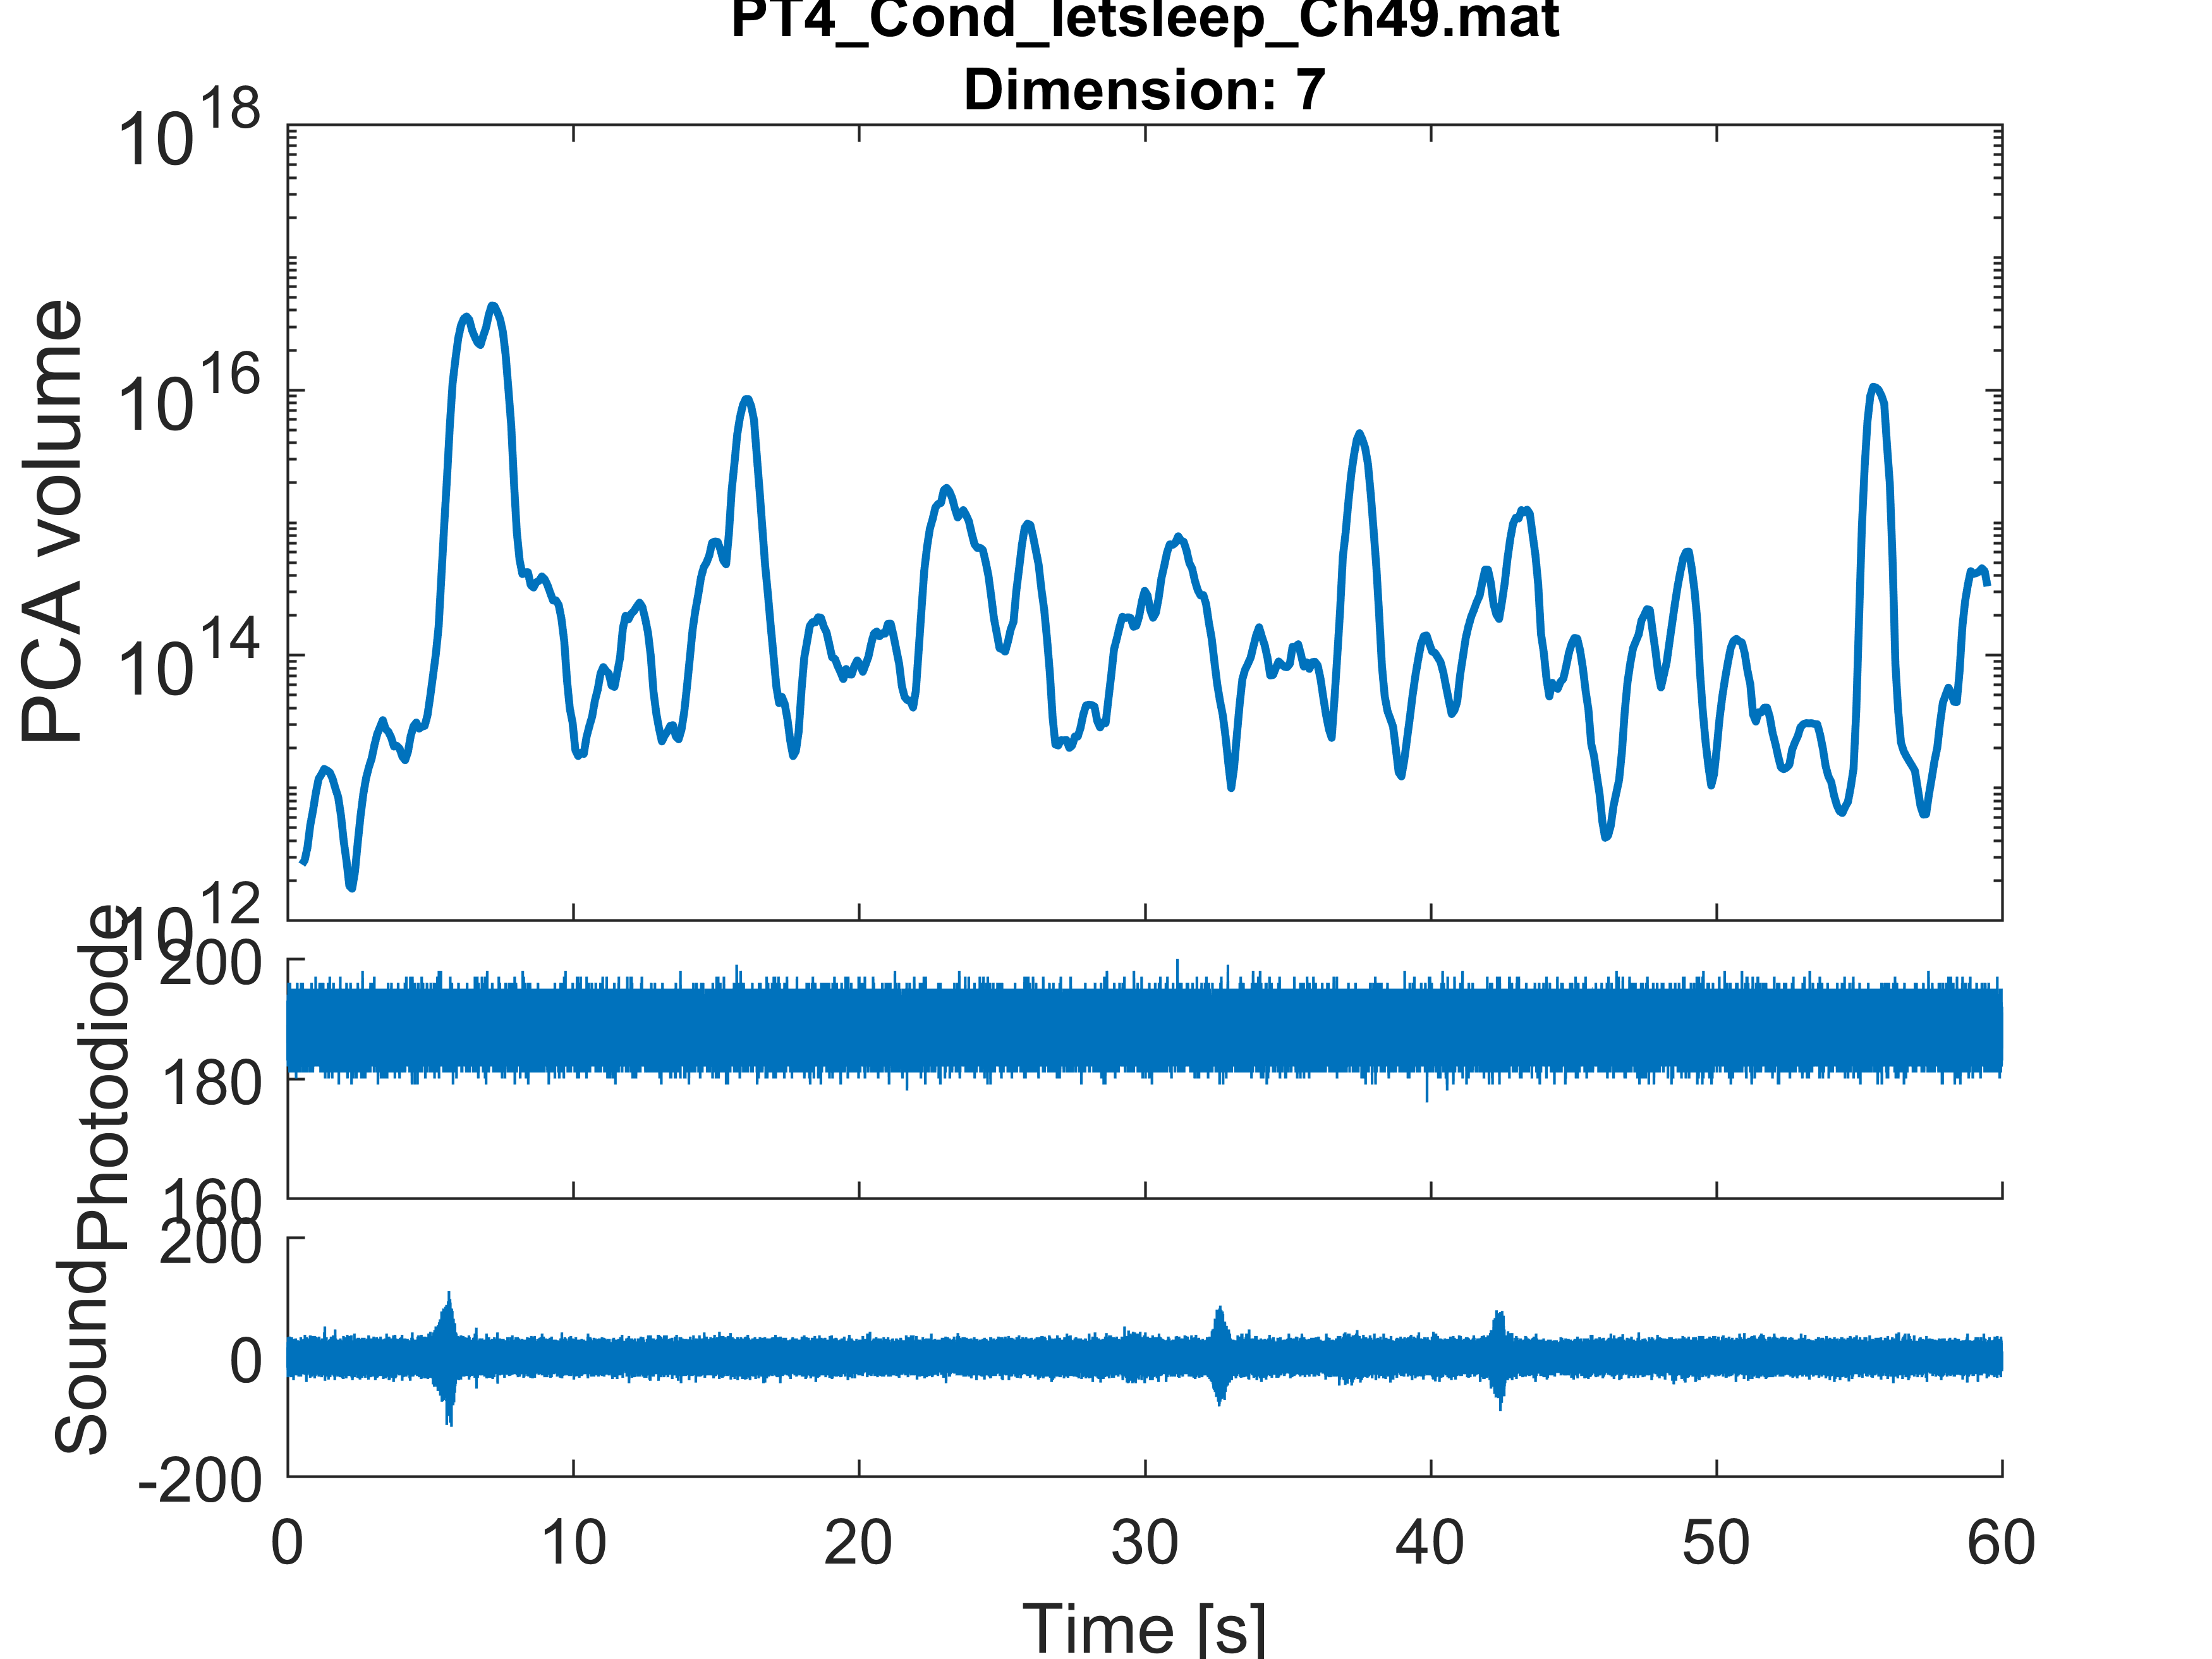 PT4_Cond_letsleep_Ch49.mat
Dimension: 7
PCA volume
10^18
10^16
10^14
10^12
Photodiode
200
180
160
Sound
200
0
-200
0 10 20 30 40 50 60
Time [s]